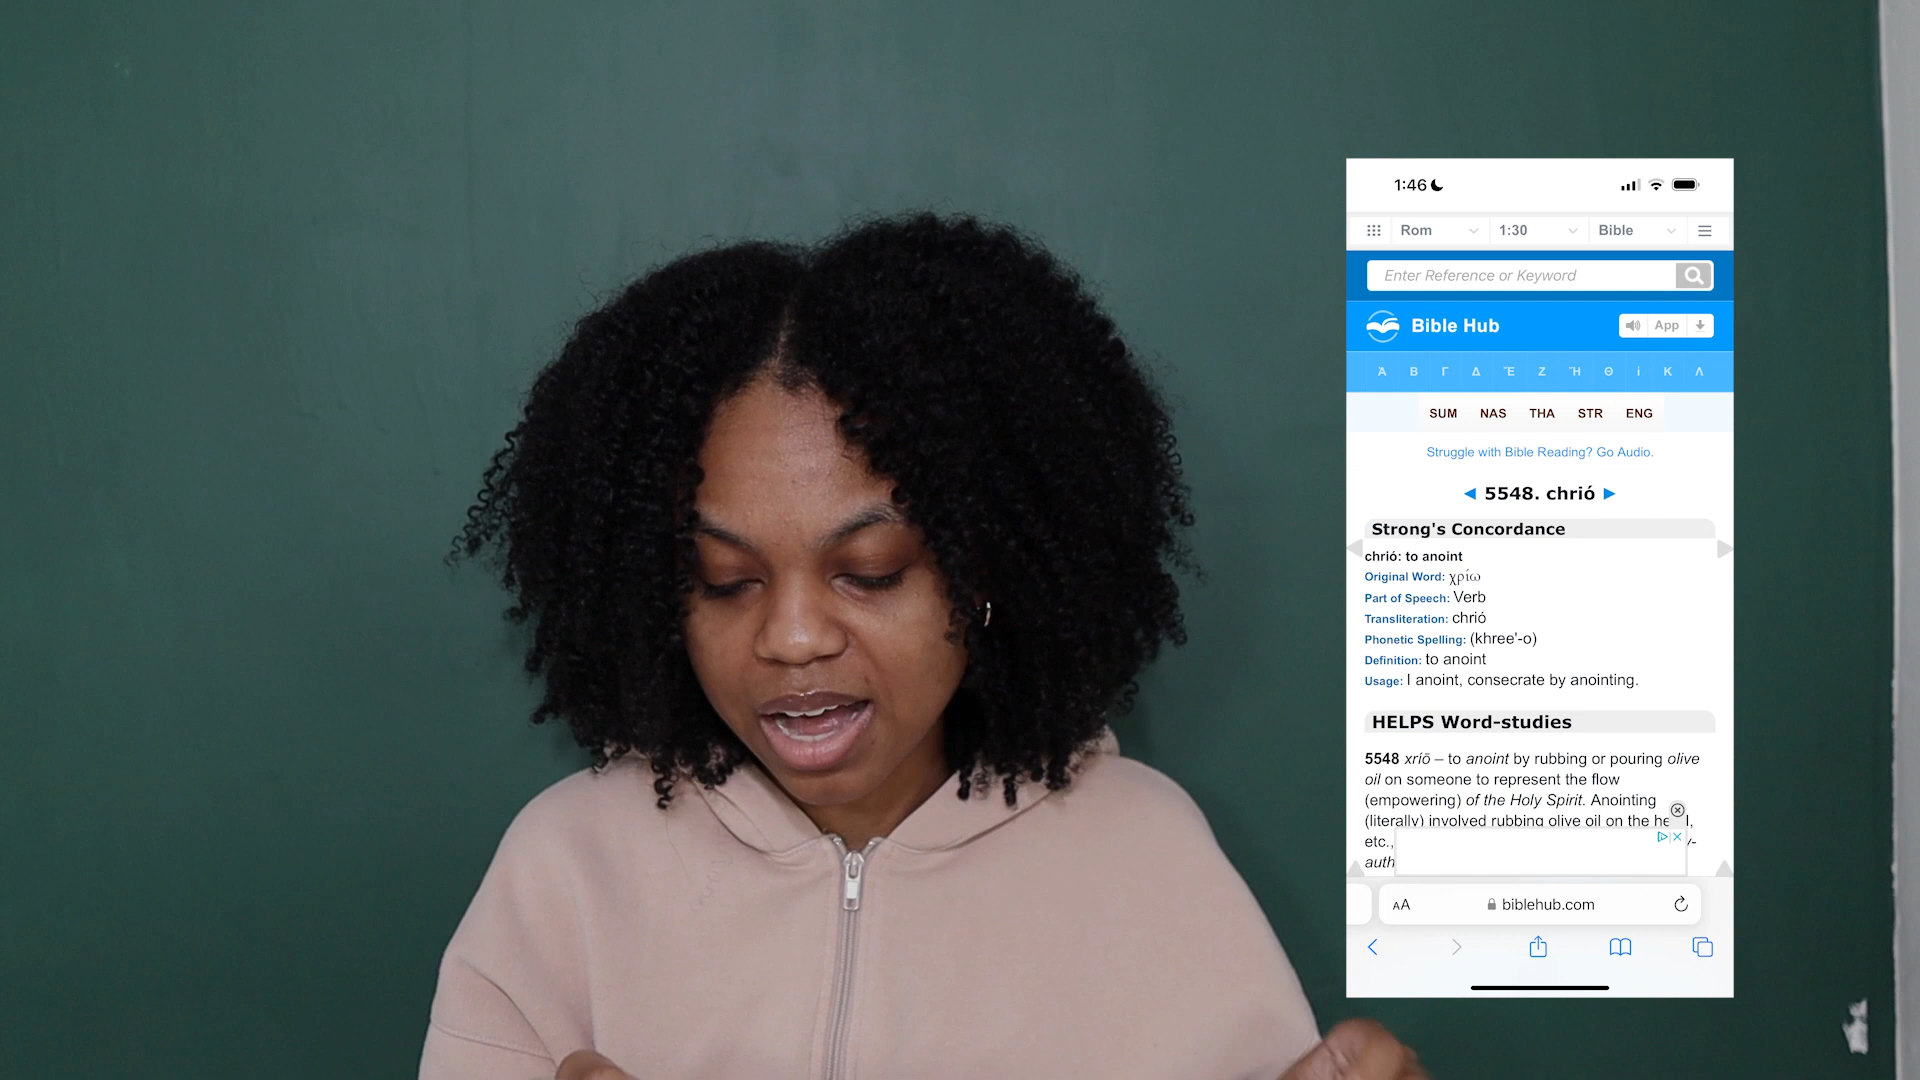 1:46
Rom 1:30 Bible
Enter Reference or Keyword
Bible Hub App
Ἀ Β Γ Δ Ἕ Ζ Ἢ Θ ἰ Κ Λ
SUM NAS THA STR ENG
Struggle with Bible Reading? Go Audio.
5548. chrió
Strong's Concordance
chrió: to anoint
Original Word: χρίω
Part of Speech: Verb
Transliteration: chrió
Phonetic Spelling: (khree'-o)
Definition: to anoint
Usage: I anoint, consecrate by anointing.
HELPS Word-studies
5548 xríō – to anoint by rubbing or pouring olive
oil on someone to represent the flow
(empowering) of the Holy Spirit. Anointing
(literally) involved rubbing olive oil on the
etc.,
AA biblehub.com